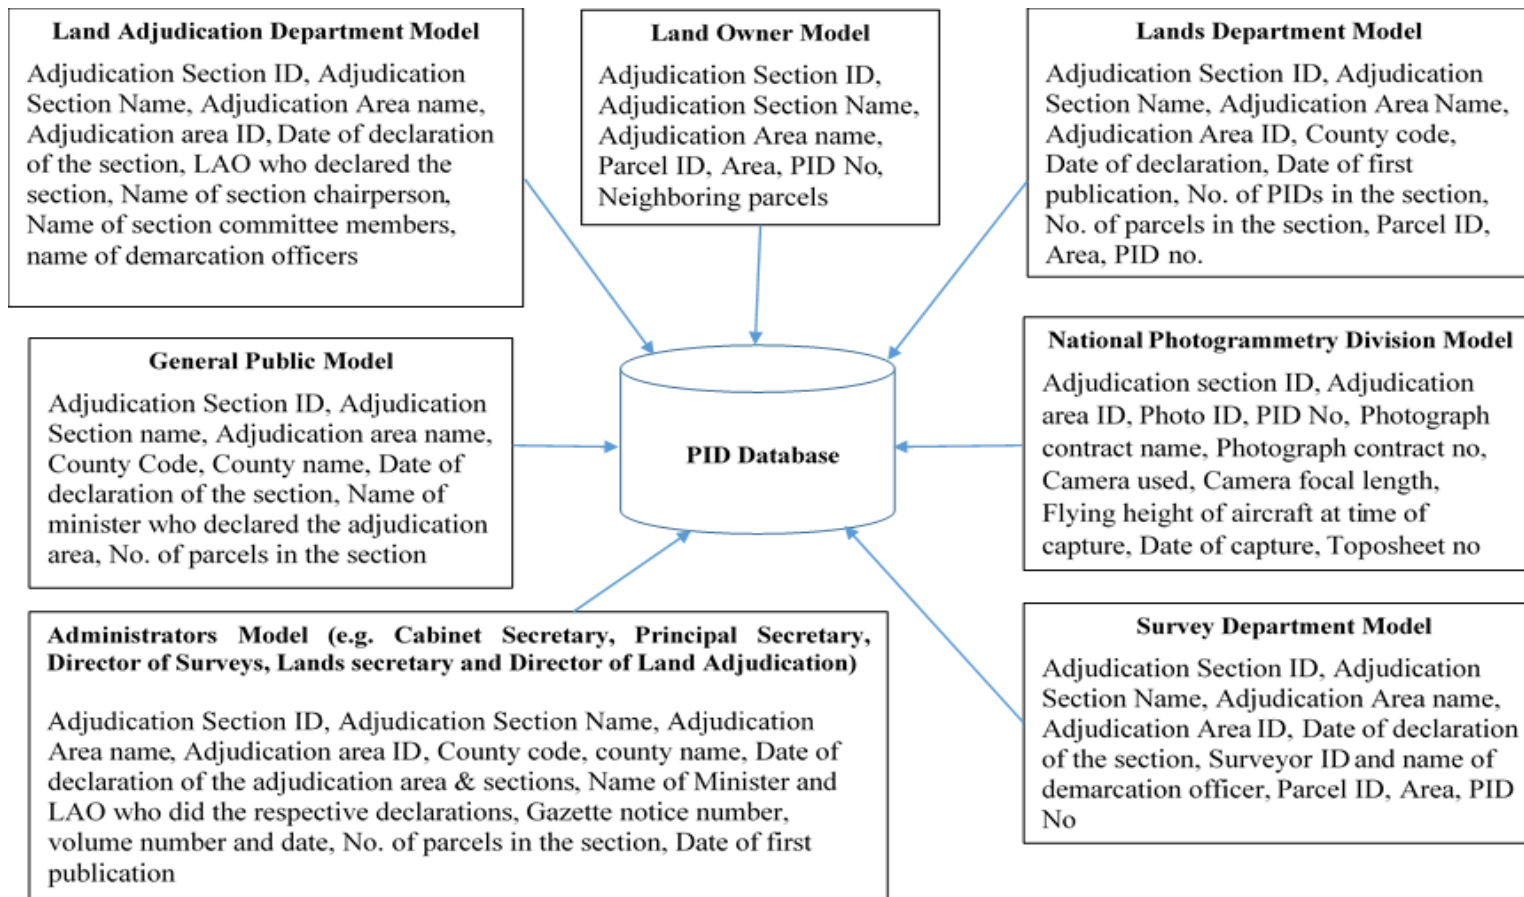 Land Adjudication Department Model
Adjudication Section ID, Adjudication
Section Name, Adjudication Area name,
Adjudication area ID, Date of declaration
of the section, LAO who declared the
section, Name of section chairperson,
Name of section committee members,
name of demarcation officers
Land Owner Model
Adjudication Section ID,
Adjudication Section Name,
Adjudication Area name,
Parcel ID, Area, PID No,
Neighboring parcels
Lands Department Model
Adjudication Section ID, Adjudication
Section Name, Adjudication Area Name,
Adjudication Area ID, County code,
Date of declaration, Date of first
publication, No. of PIDs in the section,
No. of parcels in the section, Parcel ID,
Area, PID no.
General Public Model
Adjudication Section ID, Adjudication
Section name, Adjudication area name,
County Code, County name, Date of
declaration of the section, Name of
minister who declared the adjudication
area, No. of parcels in the section
PID Database
National Photogrammetry Division Model
Adjudication section ID, Adjudication
area ID, Photo ID, PID No, Photograph
contract name, Photograph contract no,
Camera used, Camera focal length,
Flying height of aircraft at time of
capture, Date of capture, Toposheet no
Administrators Model (e.g. Cabinet Secretary, Principal Secretary,
Director of Surveys, Lands secretary and Director of Land Adjudication)
Adjudication Section ID, Adjudication Section Name, Adjudication
Area name, Adjudication area ID, County code, county name, Date of
declaration of the adjudication area & sections, Name of Minister and
LAO who did the respective declarations, Gazette notice number,
volume number and date, No. of parcels in the section, Date of first
publication
Survey Department Model
Adjudication Section ID, Adjudication
Section Name, Adjudication Area name,
Adjudication Area ID, Date of declaration
of the section, Surveyor ID and name of
demarcation officer, Parcel ID, Area, PID
No